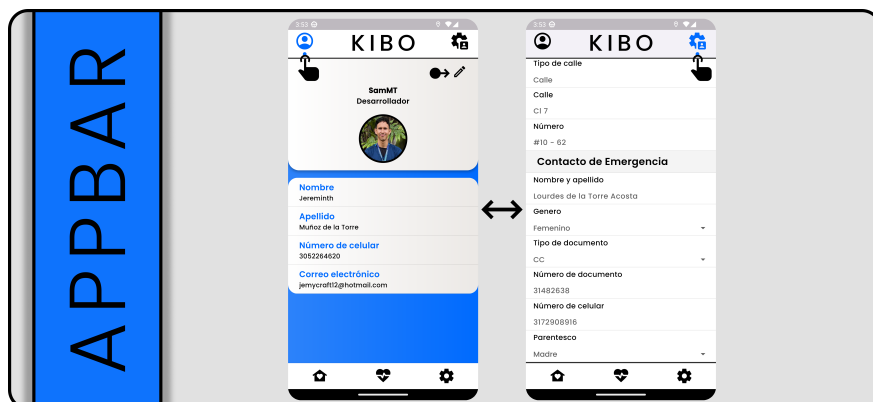 APPBAR
3:53
KIBO
SamMT
Desarrollador
Nombre
Jereminth
Apellido
Muñoz de la Torre
Número de celular
3052264620
Correo electrónico
jemycraft12@hotmail.com
3:53
KIBO
Tipo de calle
Calle
Calle
Cl 7
Número
#10 - 62
Contacto de Emergencia
Nombre y apellido
Lourdes de la Torre Acosta
Genero
Femenino
Tipo de documento
CC
Número de documento
31482638
Número de celular
3172908916
Parentesco
Madre